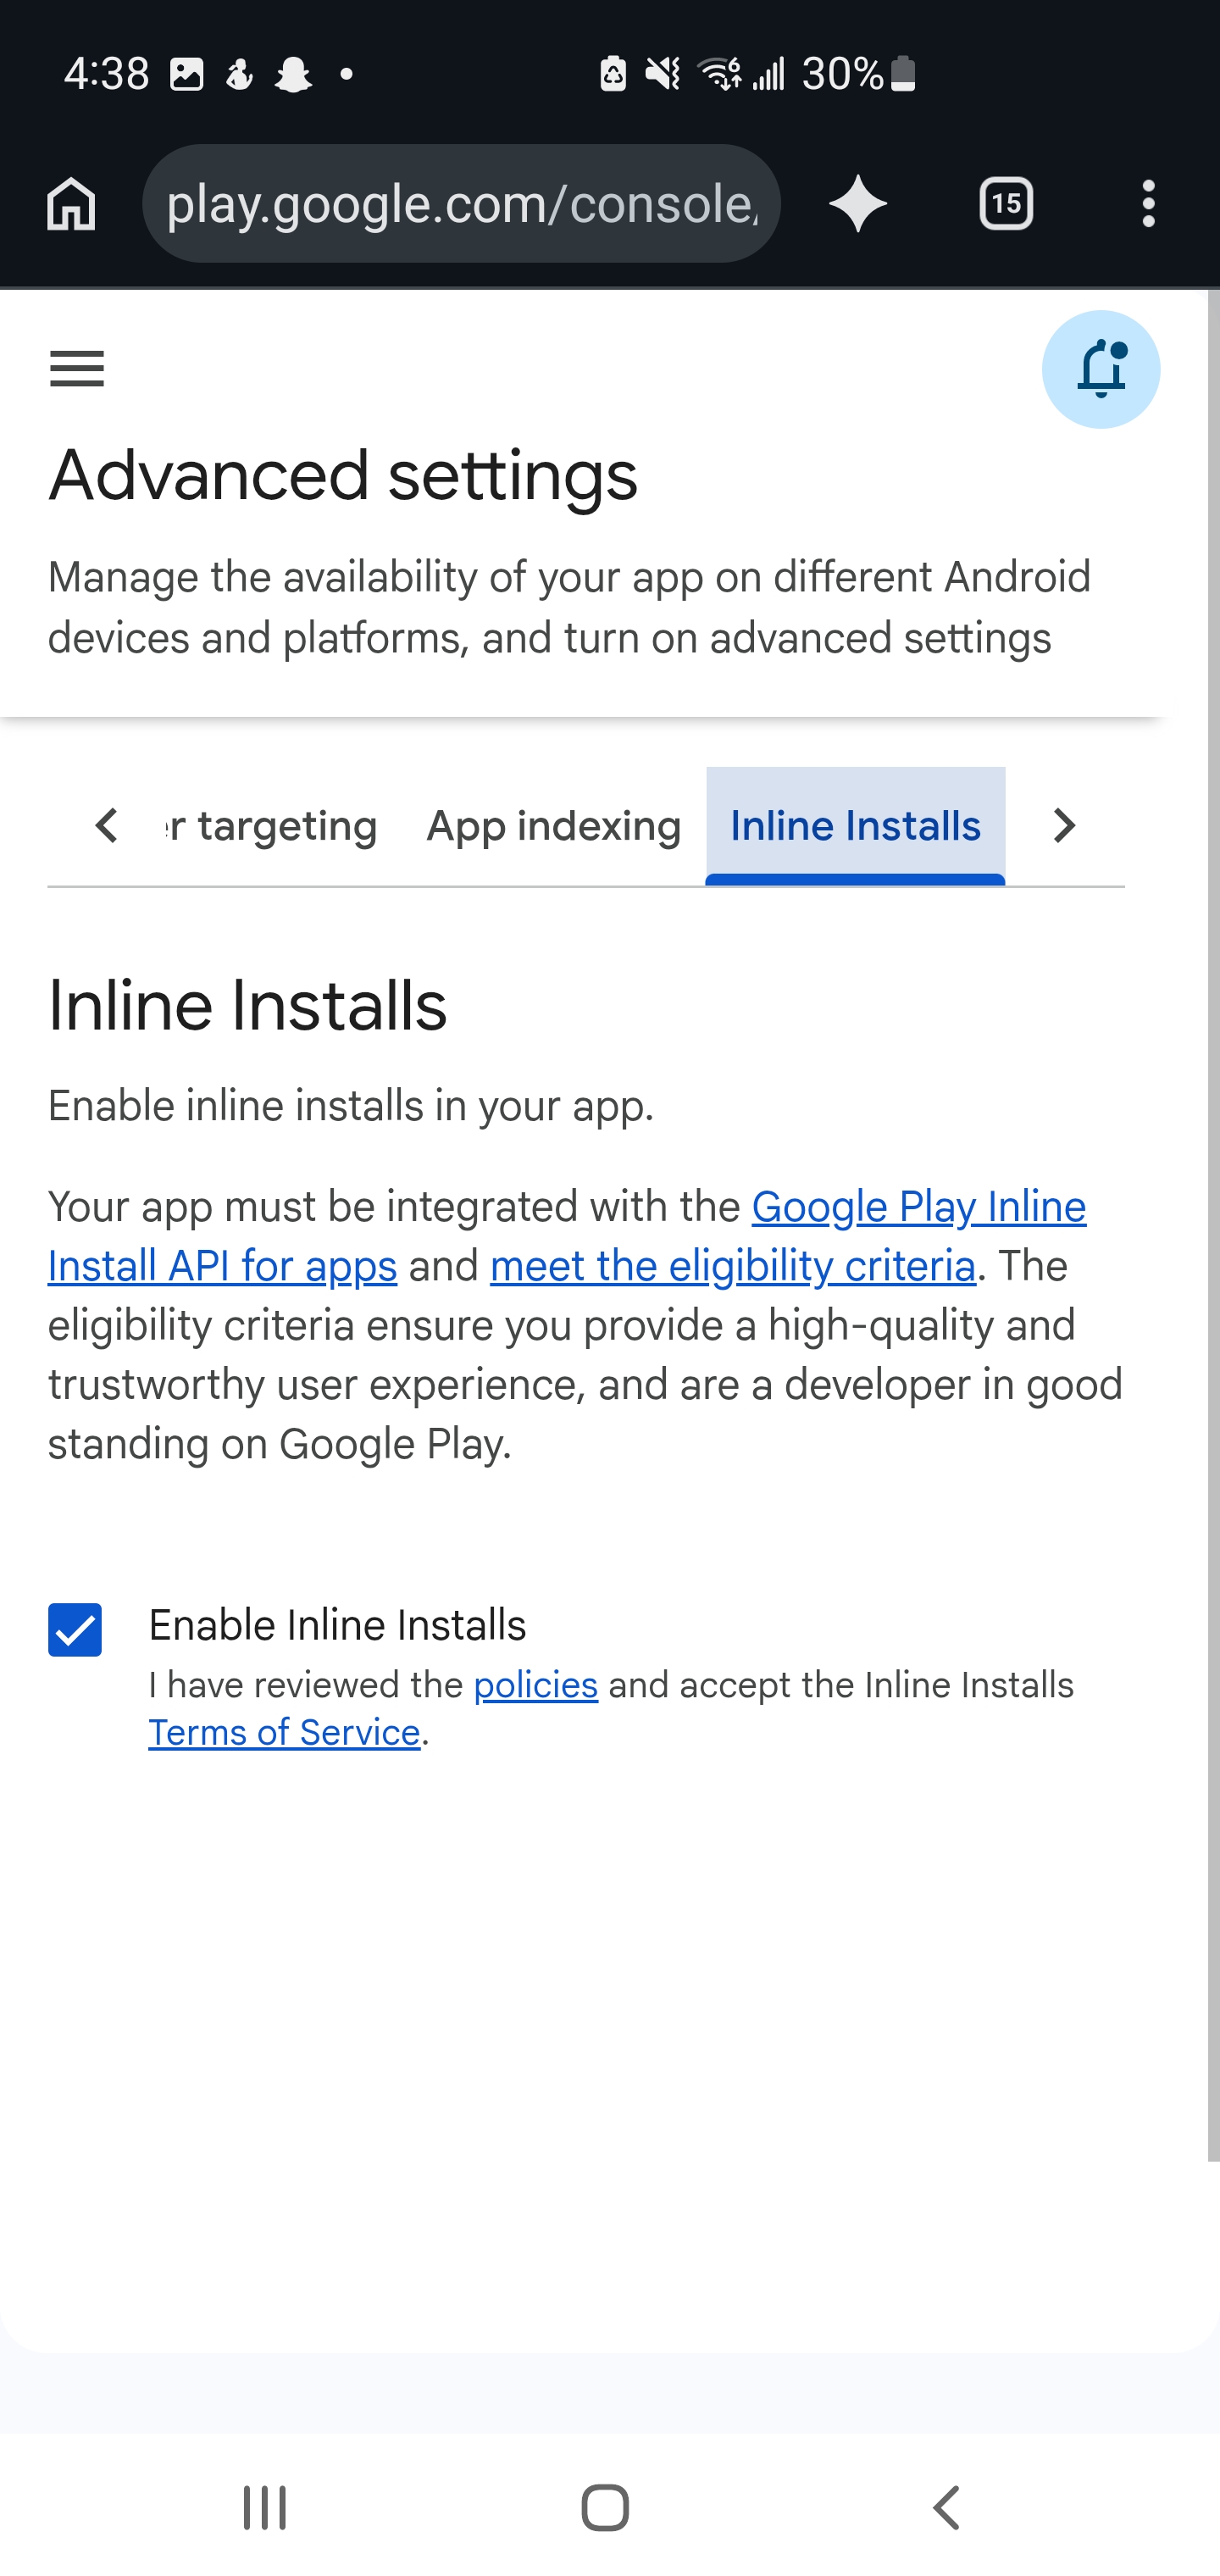 4:38
6
30%
play.google.com/console
15
Advanced settings
Manage the availability of your app on different Android
devices and platforms, and turn on advanced settings
r targeting App indexing Inline Installs
Inline Installs
Enable inline installs in your app.
Your app must be integrated with the Google Play Inline
Install API for apps and meet the eligibility criteria. The
eligibility criteria ensure you provide a high-quality and
trustworthy user experience, and are a developer in good
standing on Google Play.
Enable Inline Installs
I have reviewed the policies and accept the Inline Installs
Terms of Service.